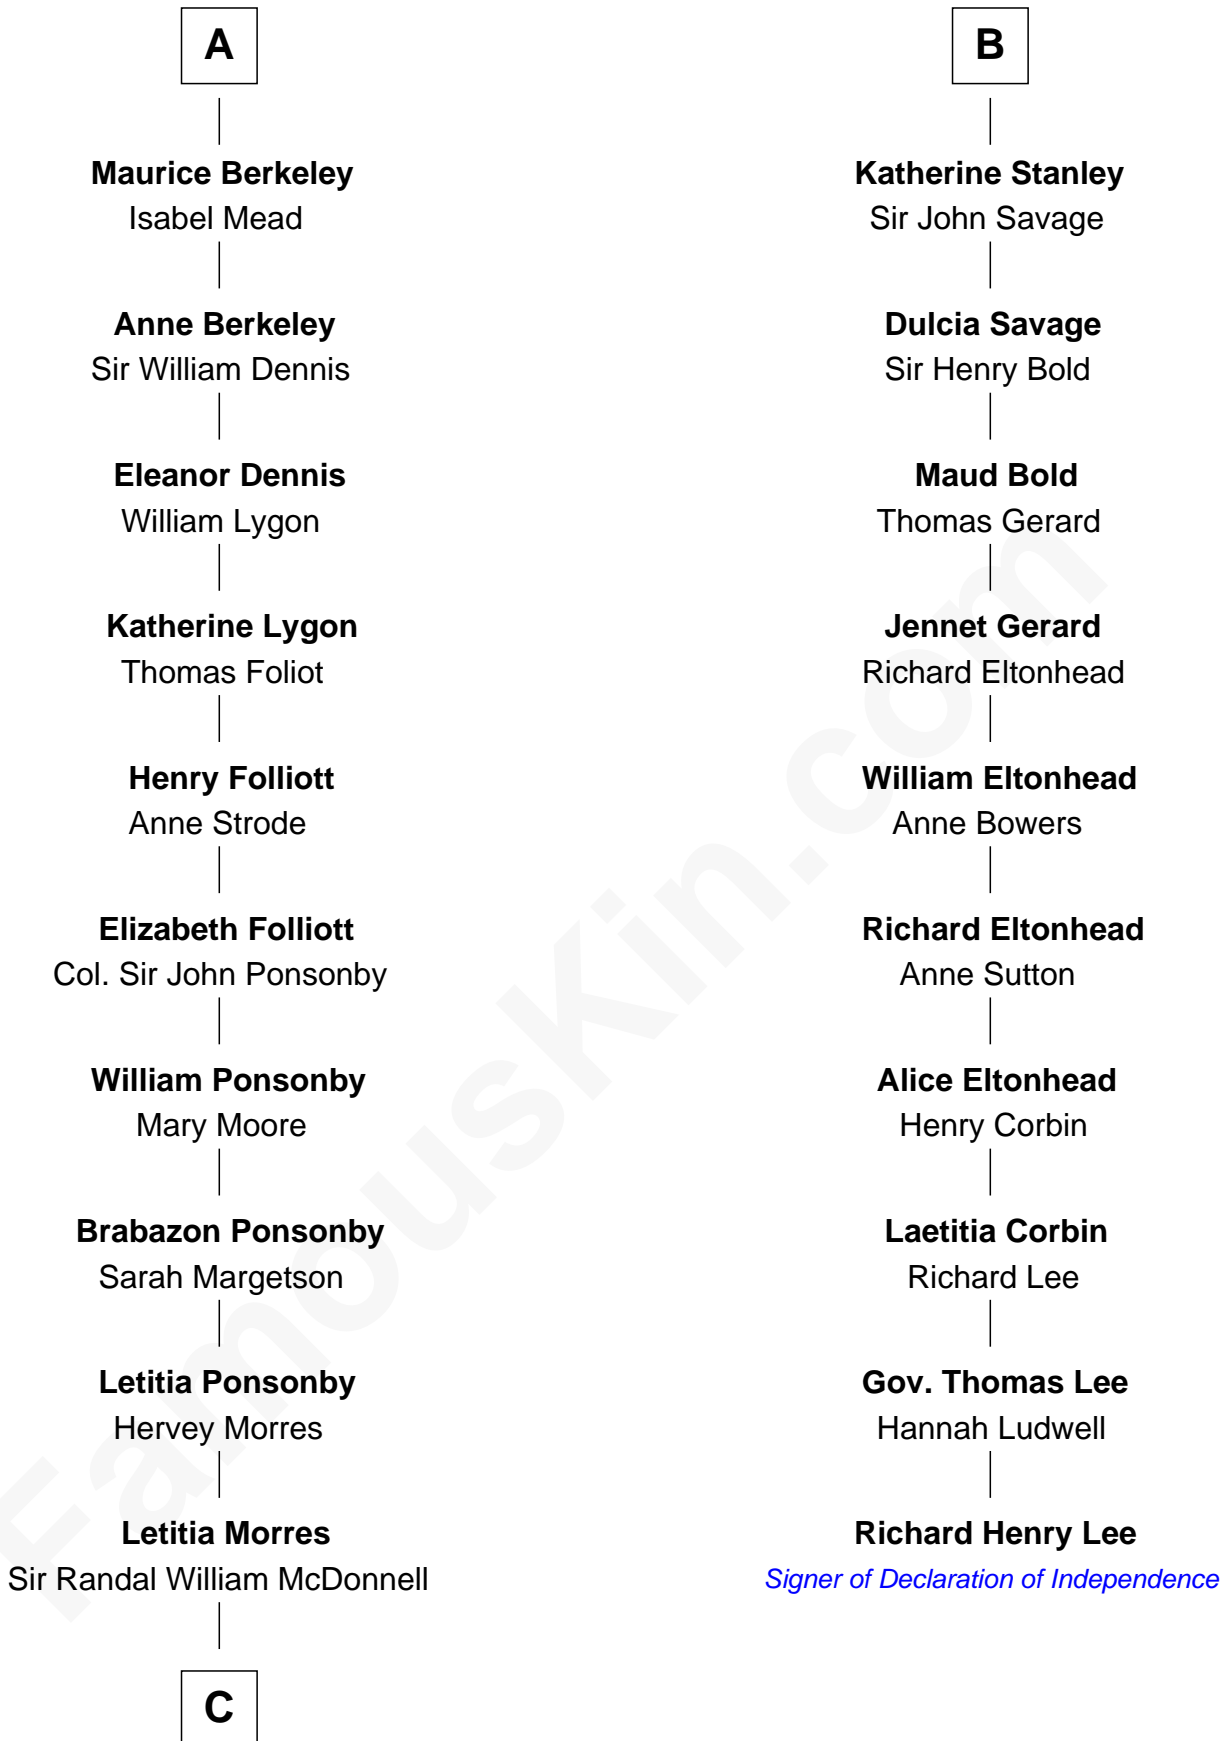 A
Maurice Berkeley
Isabel Mead
Anne Berkeley
Sir William Dennis
Eleanor Dennis
William Lygon
Katherine Lygon
Thomas Foliot
Henry Folliott
Anne Strode
Elizabeth Folliott
Col. Sir John Ponsonby
William Ponsonby
Mary Moore
Brabazon Ponsonby
Sarah Margetson
Letitia Ponsonby
Hervey Morres
Letitia Morres
Sir Randal William McDonnell
C
B
Katherine Stanley
Sir John Savage
Dulcia Savage
Sir Henry Bold
Maud Bold
Thomas Gerard
Jennet Gerard
Richard Eltonhead
William Eltonhead
Anne Bowers
Richard Eltonhead
Anne Sutton
Alice Eltonhead
Henry Corbin
Laetitia Corbin
Richard Lee
Gov. Thomas Lee
Hannah Ludwell
Richard Henry Lee
Signer of Declaration of Independence
FamousKin.com